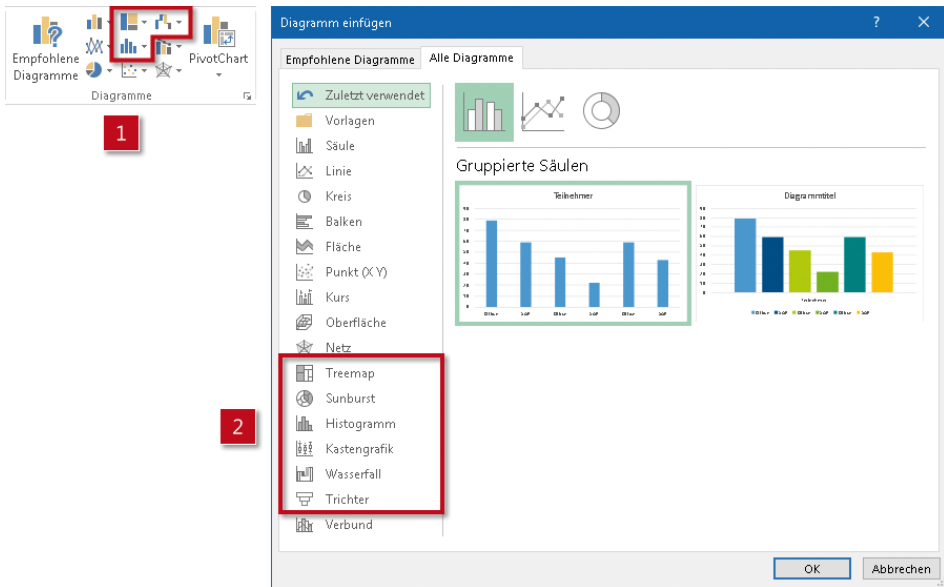 Empfohlene
Diagramme
PivotChart
Diagramme
1
Diagramm einfügen
?
Empfohlene Diagramme
Alle Diagramme
Zuletzt verwendet
Vorlagen
Säule
Linie
Kreis
Balken
Fläche
Punkt (X Y)
Kurs
Oberfläche
Netz
Treemap
Sunburst
Histogramm
Kastengrafik
Wasserfall
Trichter
Verbund
2
Gruppierte Säulen
Teilnehmer
Diagrammtitel
OK
Abbrechen